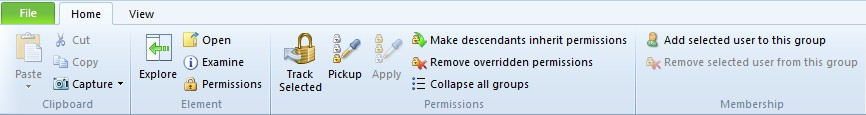 File
Home
View
Paste
Cut
Copy
Capture
Clipboard
Explore
Open
Examine
Permissions
Element
Track
Selected
Pickup
Apply
Make descendants inherit permissions
Remove overridden permissions
Collapse all groups
Permissions
Add selected user to this group
Remove selected user from this group
Membership